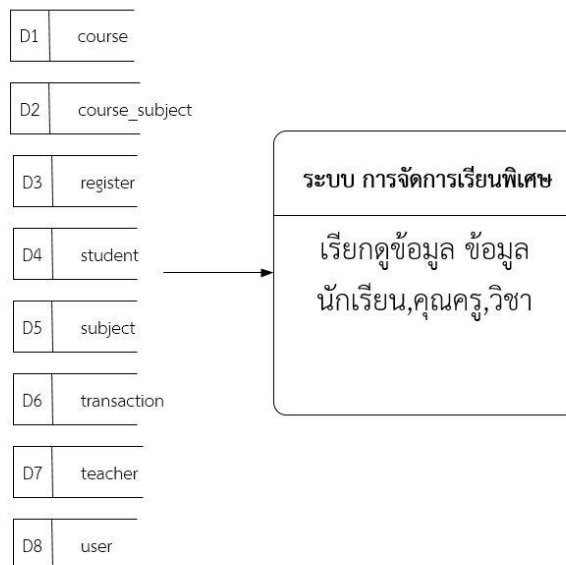 D1 course
D2 course_subject
D3 register
D4 student
D5 subject
D6 transaction
D7 teacher
D8 user
ระบบ การจัดการเรียนพิเศษ
เรียกดูข้อมูล ข้อมูล
นักเรียน,คุณครู,วิชา